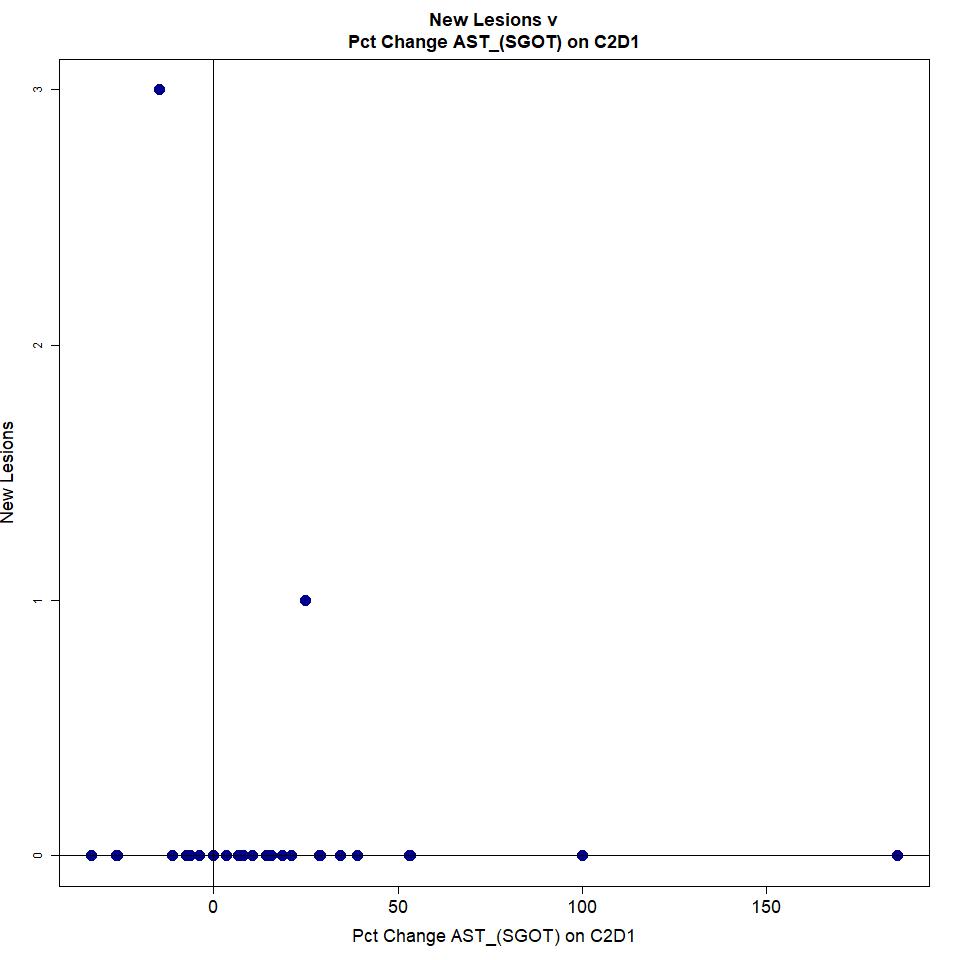 New Lesions v
Pct Change AST_(SGOT) on C2D1
3
2
1
0
New Lesions
0 50 100 150
Pct Change AST_(SGOT) on C2D1